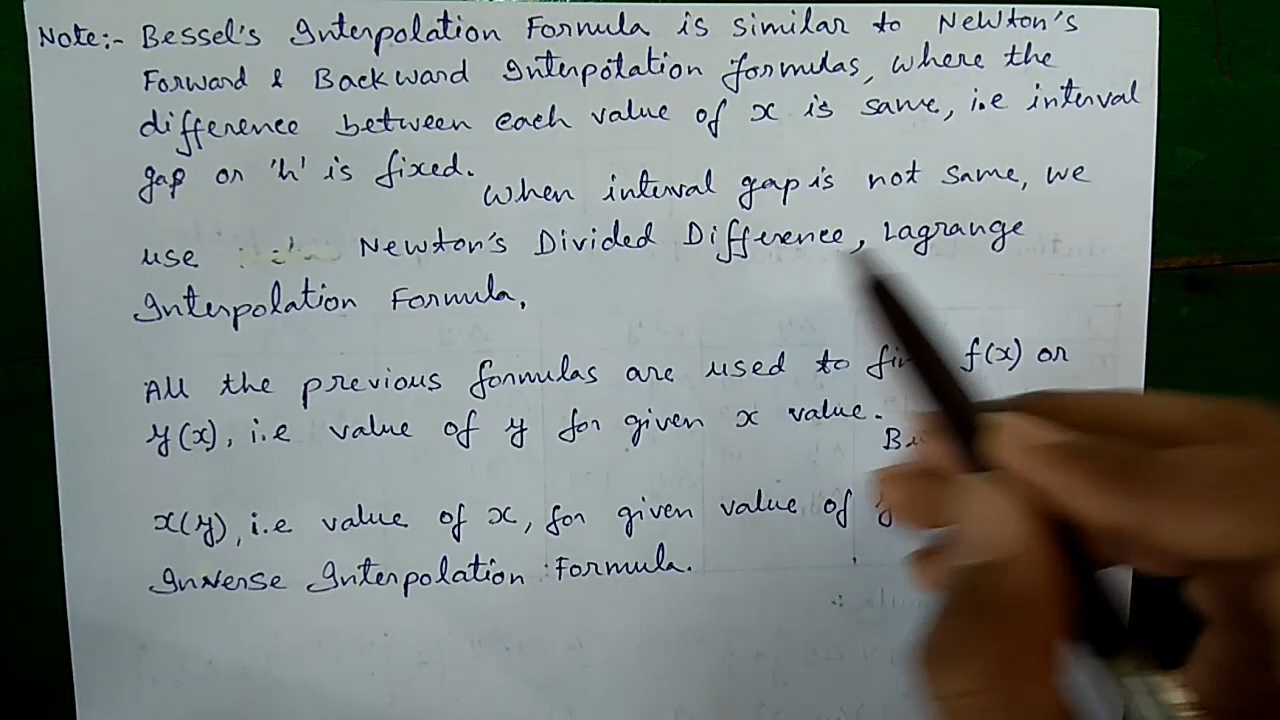 Note:- Bessel's Interpolation Formula is similar to Newton's
Forward & Backward Interpolation formulas, where the
difference between each value of x is same, i.e interval
gap or 'h' is fixed.
When interval gap is not same, we
use Newton's Divided Difference, Lagrange
Interpolation Formula,
All the previous formulas are used to f(x) or
y(x), i.e value of y for given x value.
x(y), i.e value of x, for given value of
Inverse Interpolation Formula.